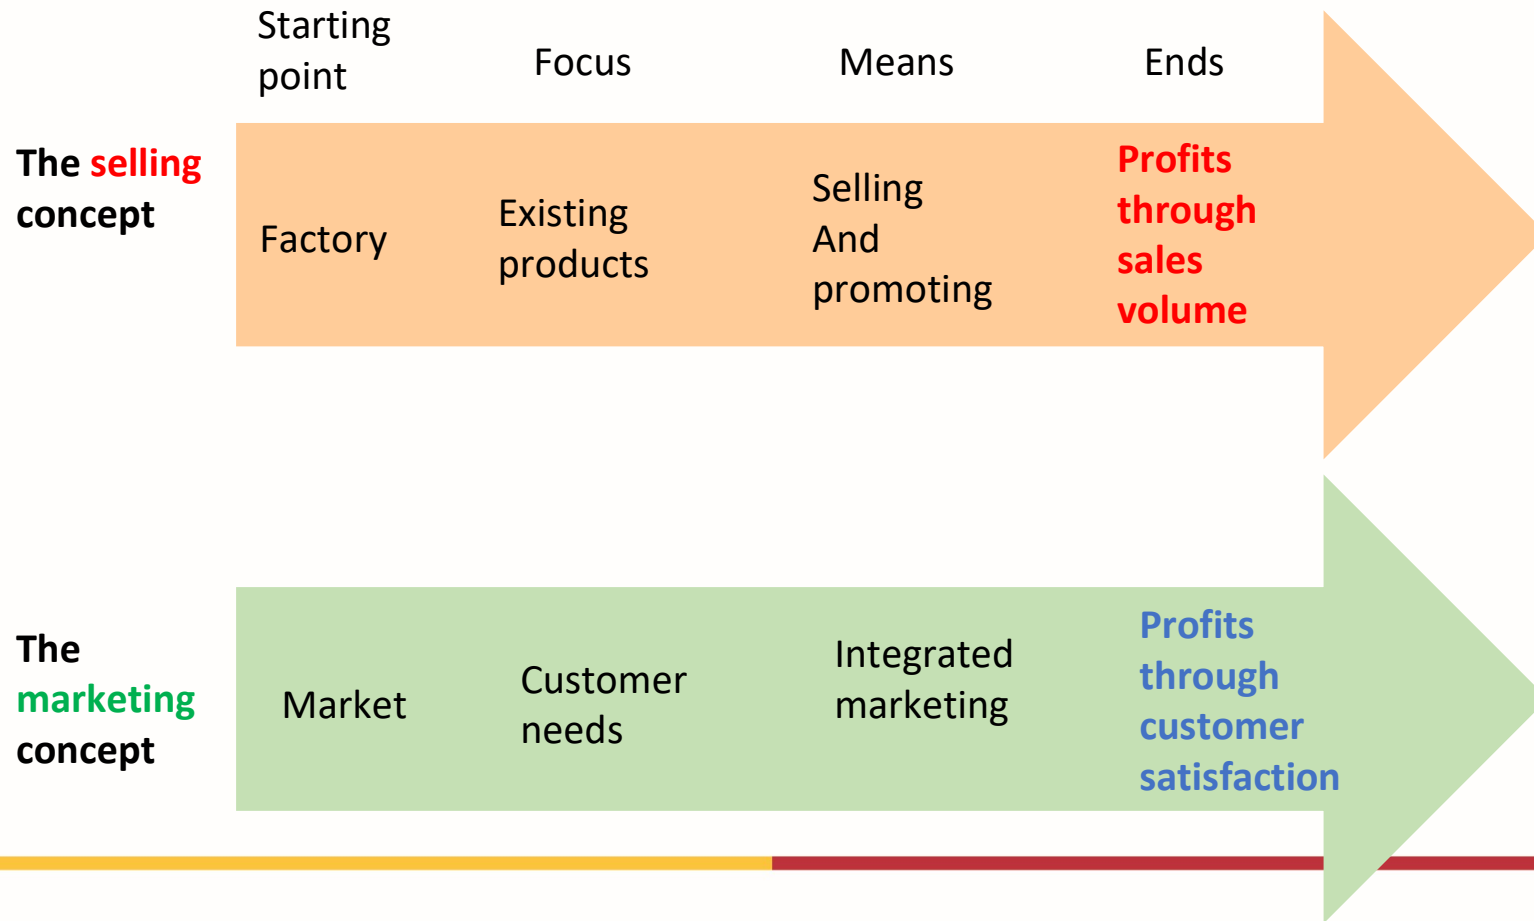 Starting
point
Focus
Means
Ends
The selling
concept
Factory
Existing
products
Selling
And
promoting
Profits
through
sales
volume
The
marketing
concept
Market
Customer
needs
Integrated
marketing
Profits
through
customer
satisfaction